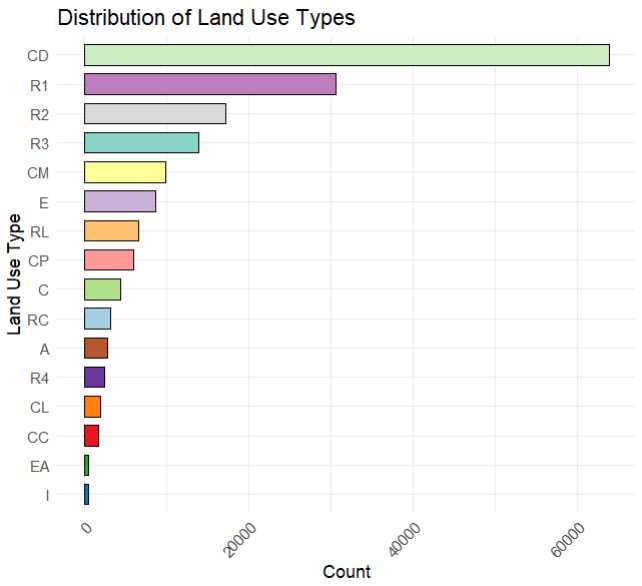 Distribution of Land Use Types
Land Use Type
CD
R1
R2
R3
CM
E
RL
CP
C
RC
A
R4
CL
CC
EA
I
0
20000
40000
60000
Count